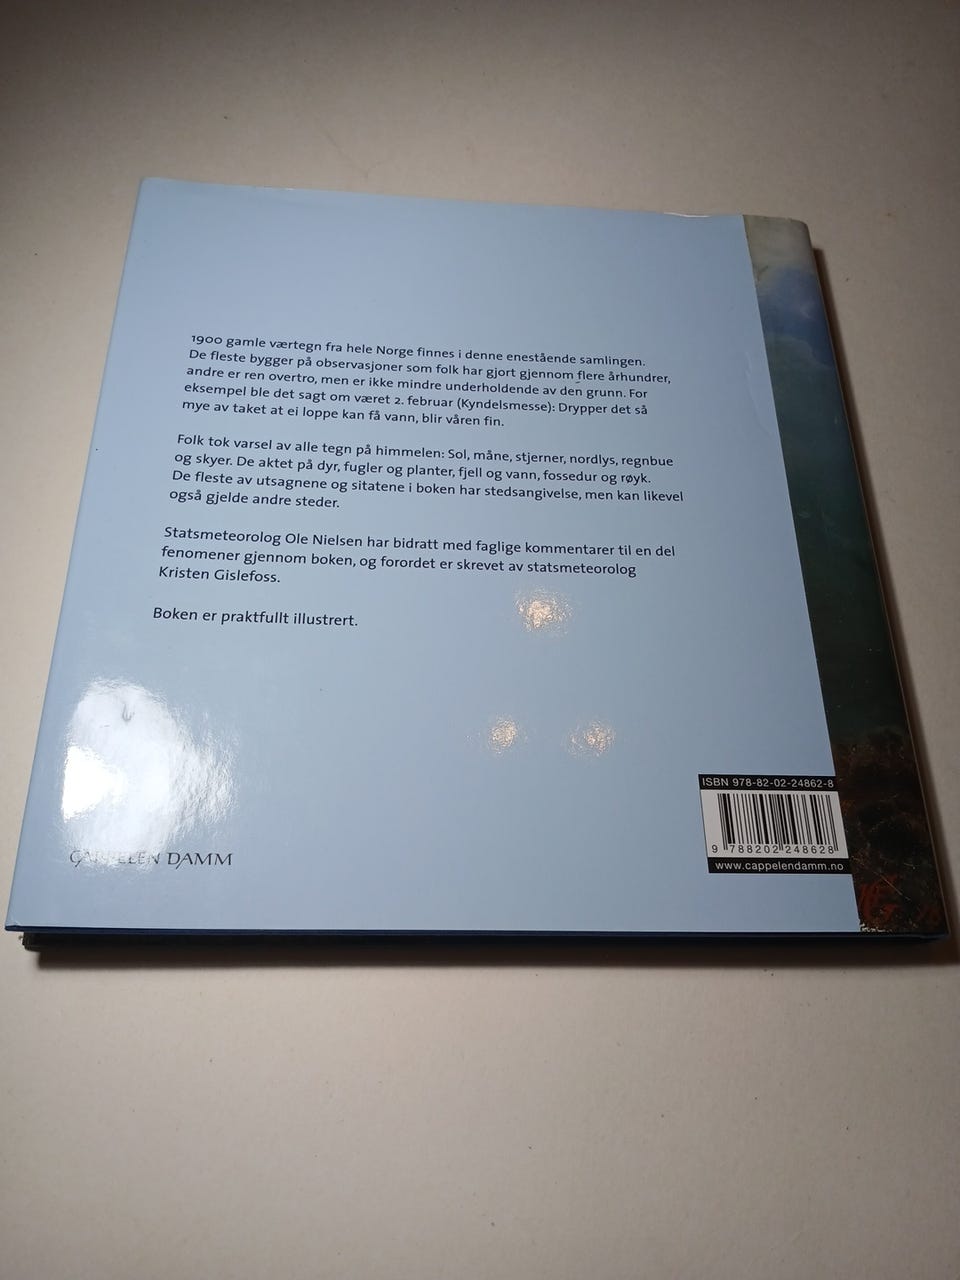 1900 gamle værtegn fra hele Norge finnes i denne enestående samlingen.
De fleste bygger på observasjoner som folk har gjort gjennom flere århundrer,
andre er ren overtro, men er ikke mindre underholdende av den grunn. For
eksempel ble det sagt om været 2. februar (Kyndelsmesse): Drypper det så
mye av taket at ei loppe kan få vann, blir våren fin.
Folk tok varsel av alle tegn på himmelen: Sol, måne, stjerner, nordlys, regnbue
og skyer. De aktet på dyr, fugler og planter, fjell og vann, fossedur og røyk.
De fleste av utsagnene og sitatene i boken har stedsangivelse, men kan likevel
også gjelde andre steder.
Statsmeteorolog Ole Nielsen har bidratt med faglige kommentarer til en del
fenomener gjennom boken, og forordet er skrevet av statsmeteorolog
Kristen Gislefoss.
Boken er praktfullt illustrert.
ISBN 978-82-02-24862-8
9 788202 248628
www.cappelendamm.no
CAPPELEN DAMM